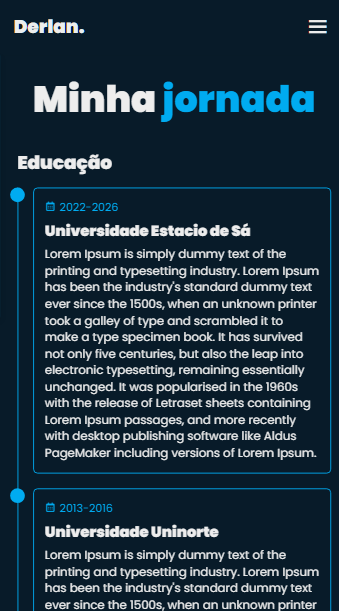 Derlan.
Minha jornada
Educação
2022-2026
Universidade Estacio de Sá
Lorem Ipsum is simply dummy text of the
printing and typesetting industry. Lorem Ipsum
has been the industry's standard dummy text
ever since the 1500s, when an unknown printer
took a galley of type and scrambled it to
make a type specimen book. It has survived
not only five centuries, but also the leap into
electronic typesetting, remaining essentially
unchanged. It was popularised in the 1960s
with the release of Letraset sheets containing
Lorem Ipsum passages, and more recently
with desktop publishing software like Aldus
PageMaker including versions of Lorem Ipsum.
2013-2016
Universidade Uninorte
Lorem Ipsum is simply dummy text of the
printing and typesetting industry. Lorem Ipsum
has been the industry's standard dummy text
ever since the 1500s, when an unknown printer